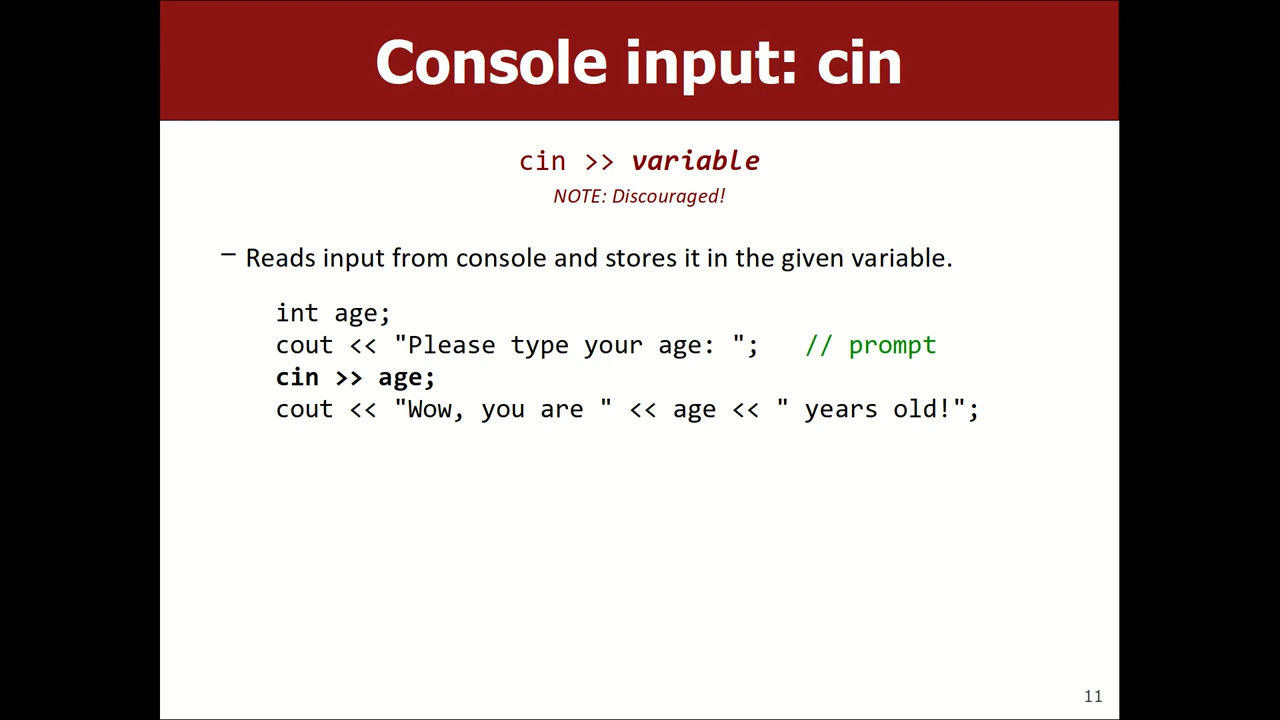 Console input: cin
cin >> variable
NOTE: Discouraged!
– Reads input from console and stores it in the given variable.
int age;
cout << "Please type your age: "; // prompt
cin >> age;
cout << "Wow, you are " << age << " years old!";
11